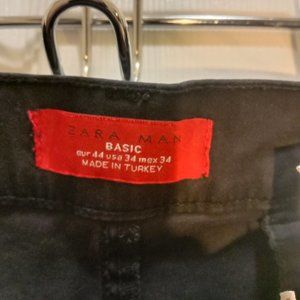 ZARA MAN
BASIC
eur 44 usa 34 mex 34
MADE IN TURKEY